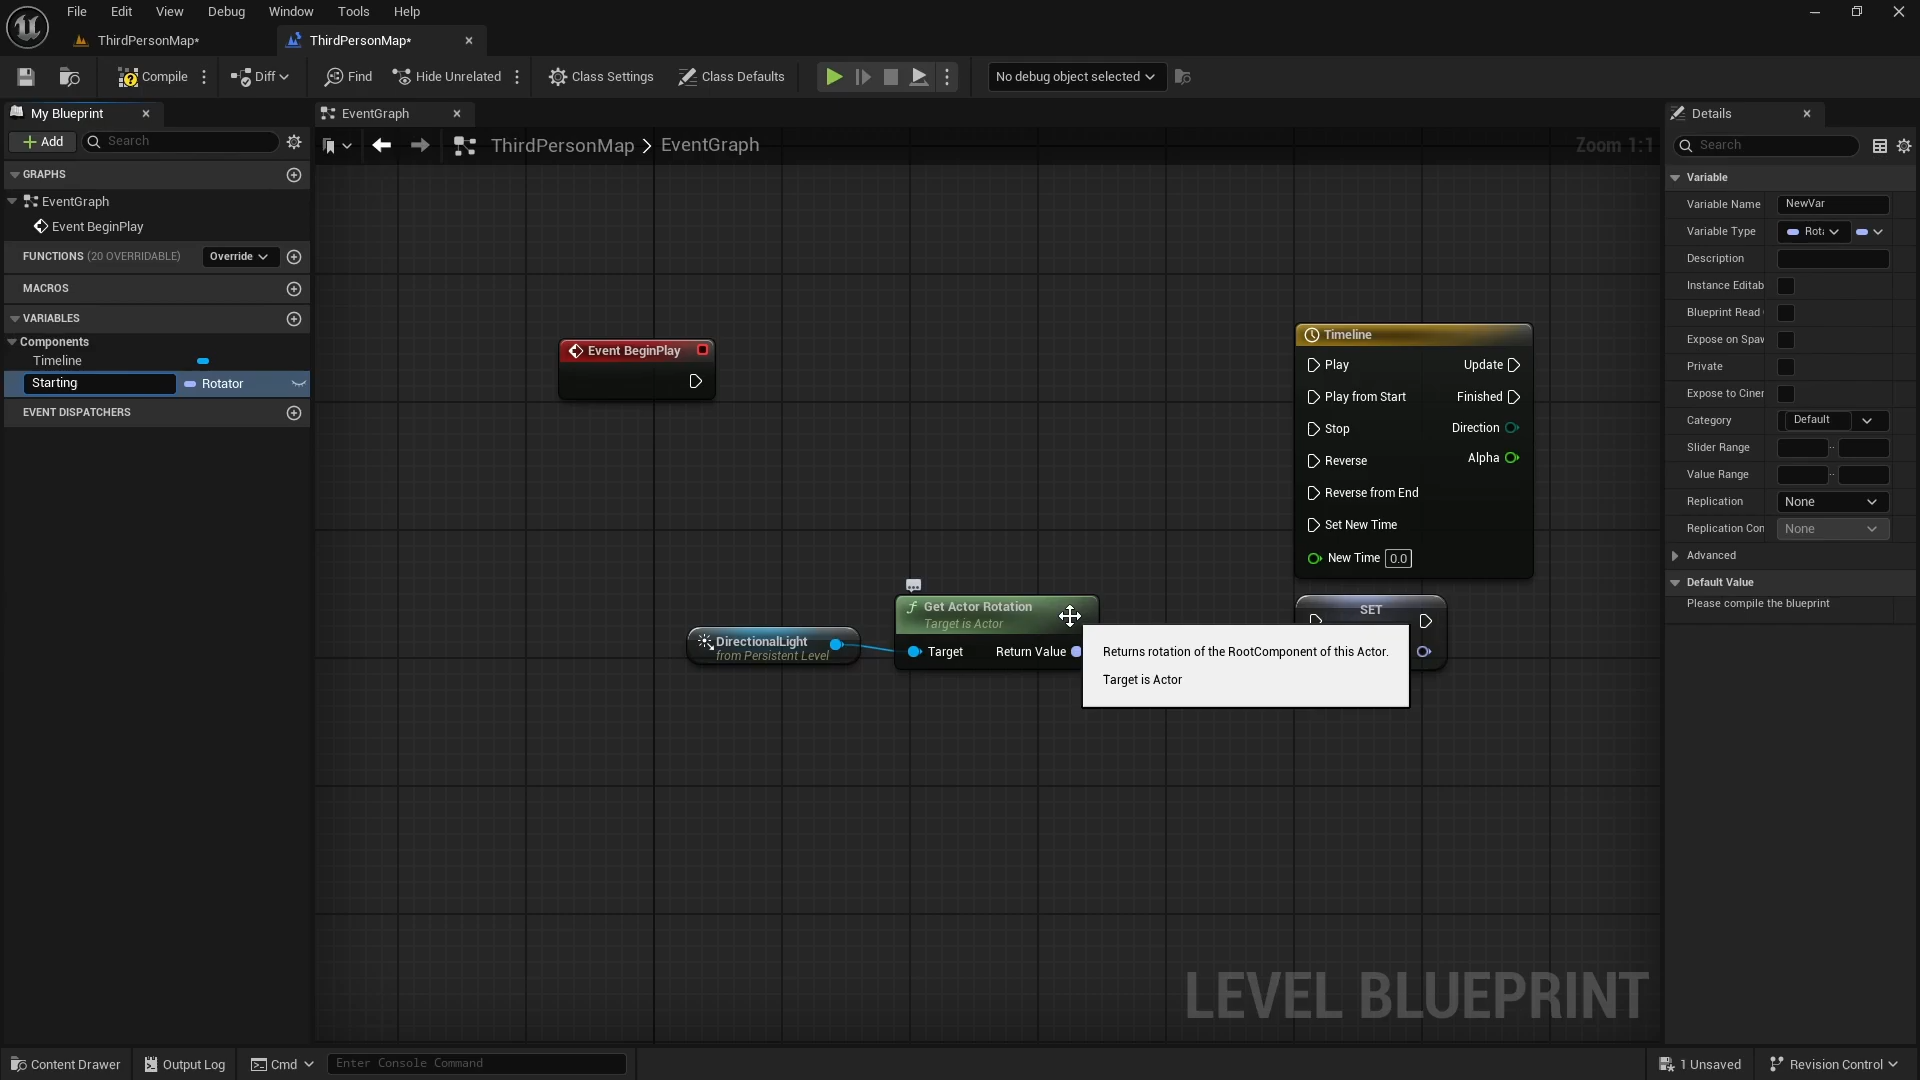 File Edit View Debug Window Tools Help
ThirdPersonMap*
ThirdPersonMap*
Compile
Diff
Find
Hide Unrelated
Class Settings
Class Defaults
No debug object selected
My Blueprint
EventGraph
Details
Add
Search
ThirdPersonMap > EventGraph
Zoom 1:1
Search
GRAPHS
EventGraph
Event BeginPlay
FUNCTIONS (20 OVERRIDABLE)
Override
MACROS
VARIABLES
Components
Timeline
Starting
Rotator
EVENT DISPATCHERS
Event BeginPlay
Timeline
Play
Update
Play from Start
Finished
Stop
Direction
Reverse
Alpha
Reverse from End
Set New Time
New Time 0.0
DirectionalLight
from Persistent Level
Get Actor Rotation
Target is Actor
Target
Return Value
SET
Returns rotation of the RootComponent of this Actor.
Target is Actor
LEVEL BLUEPRINT
Variable
Variable Name NewVar
Variable Type Rota
Description
Instance Editab
Blueprint Read
Expose on Spaw
Private
Expose to Ciner
Category Default
Slider Range
Value Range
Replication None
Replication Con None
Advanced
Default Value
Please compile the blueprint
Content Drawer
Output Log
Cmd
Enter Console Command
1 Unsaved
Revision Control